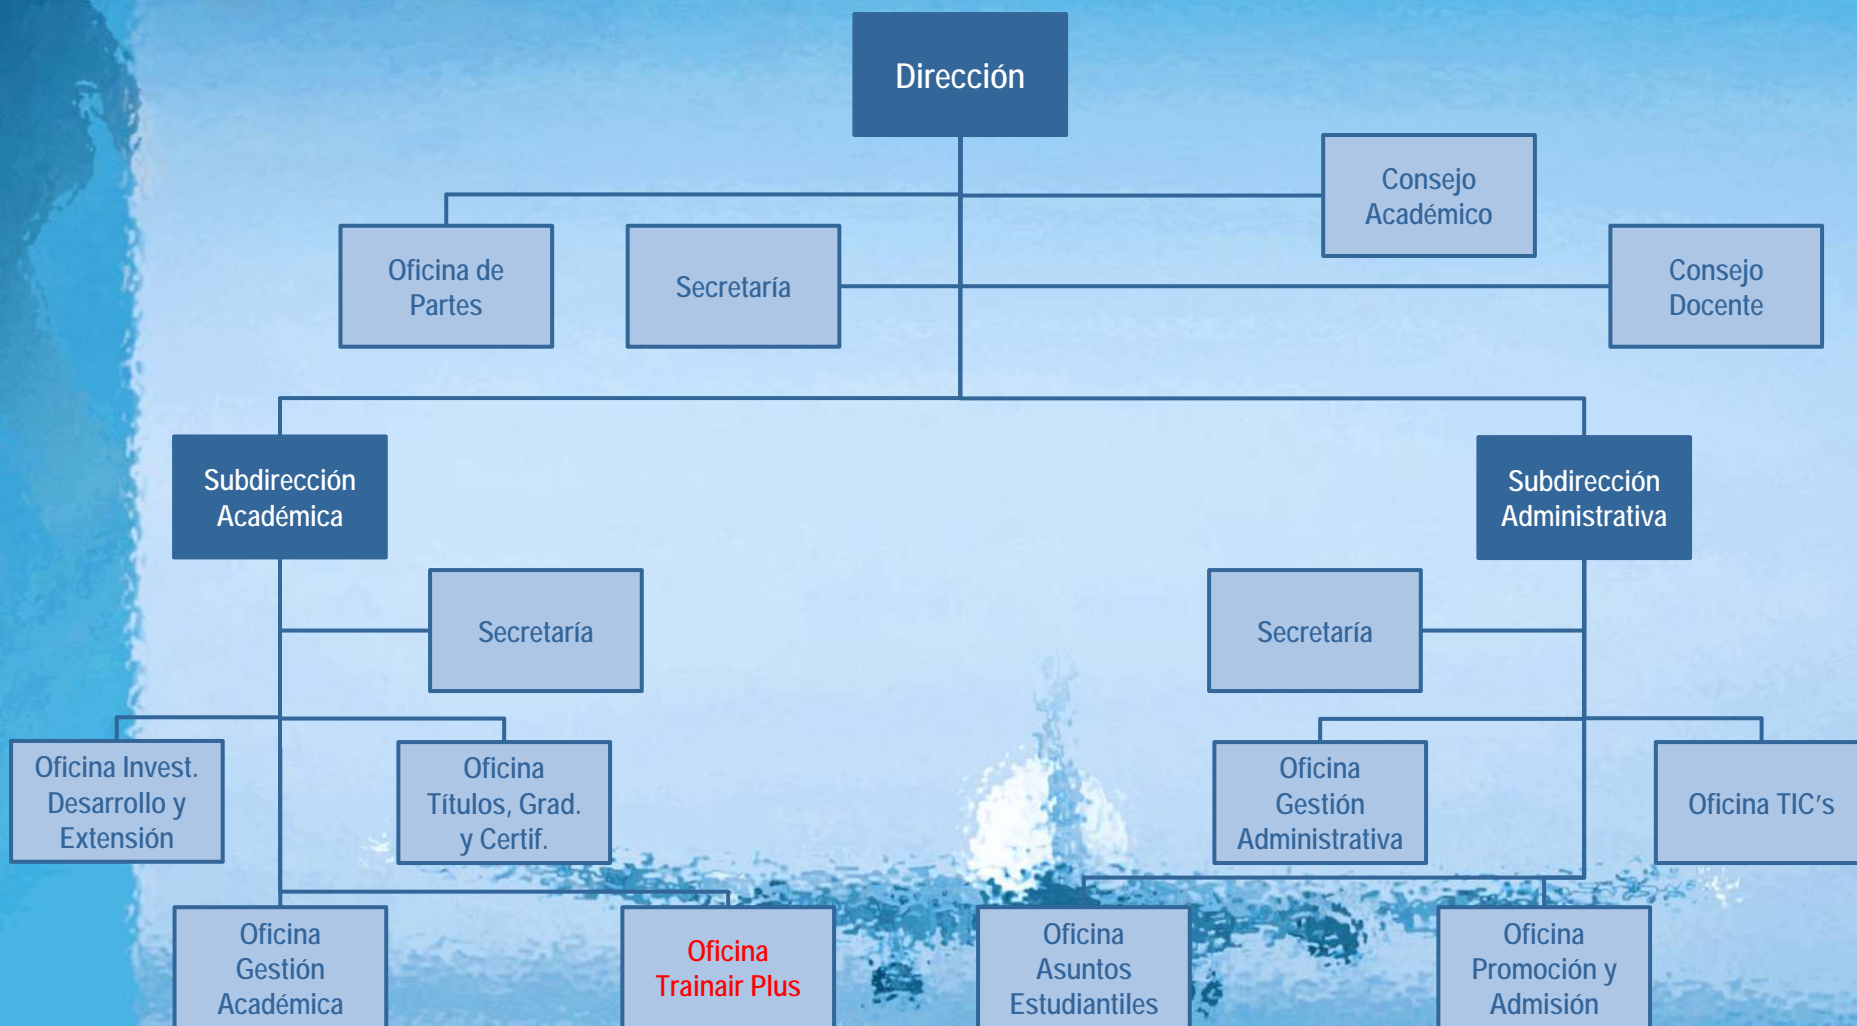 Dirección
Consejo
Académico
Oficina de
Partes
Secretaría
Consejo
Docente
Subdirección
Académica
Subdirección
Administrativa
Secretaría
Secretaría
Oficina Invest.
Desarrollo y
Extensión
Oficina
Títulos, Grad.
y Certif.
Oficina
Gestión
Administrativa
Oficina TIC's
Oficina
Gestión
Académica
Oficina
Trainair Plus
Oficina
Asuntos
Estudiantiles
Oficina
Promoción y
Admisión